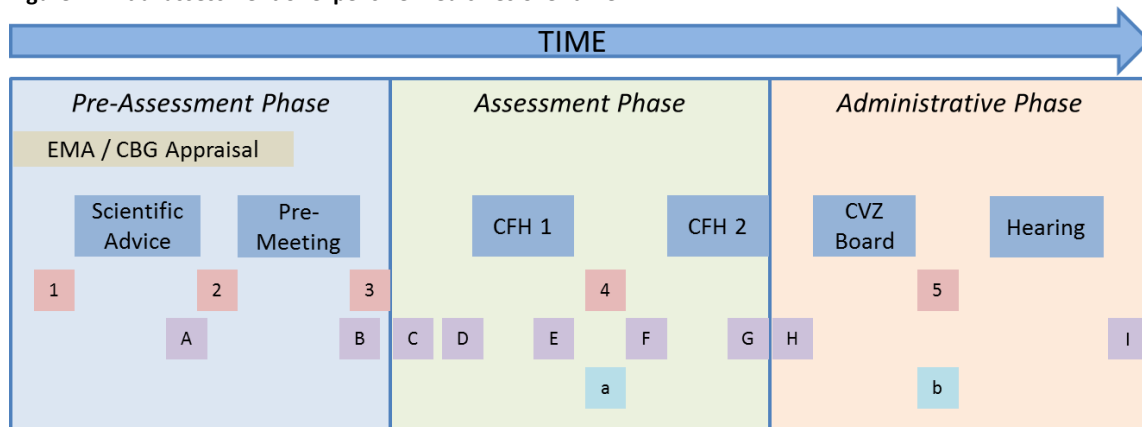 TIME
Pre-Assessment Phase
Assessment Phase
Administrative Phase
EMA / CBG Appraisal
Scientific
Advice
Pre-
Meeting
CFH 1
CFH 2
CVZ
Board
Hearing
1
2
3
4
5
A
B
C
D
E
F
G
H
I
a
b